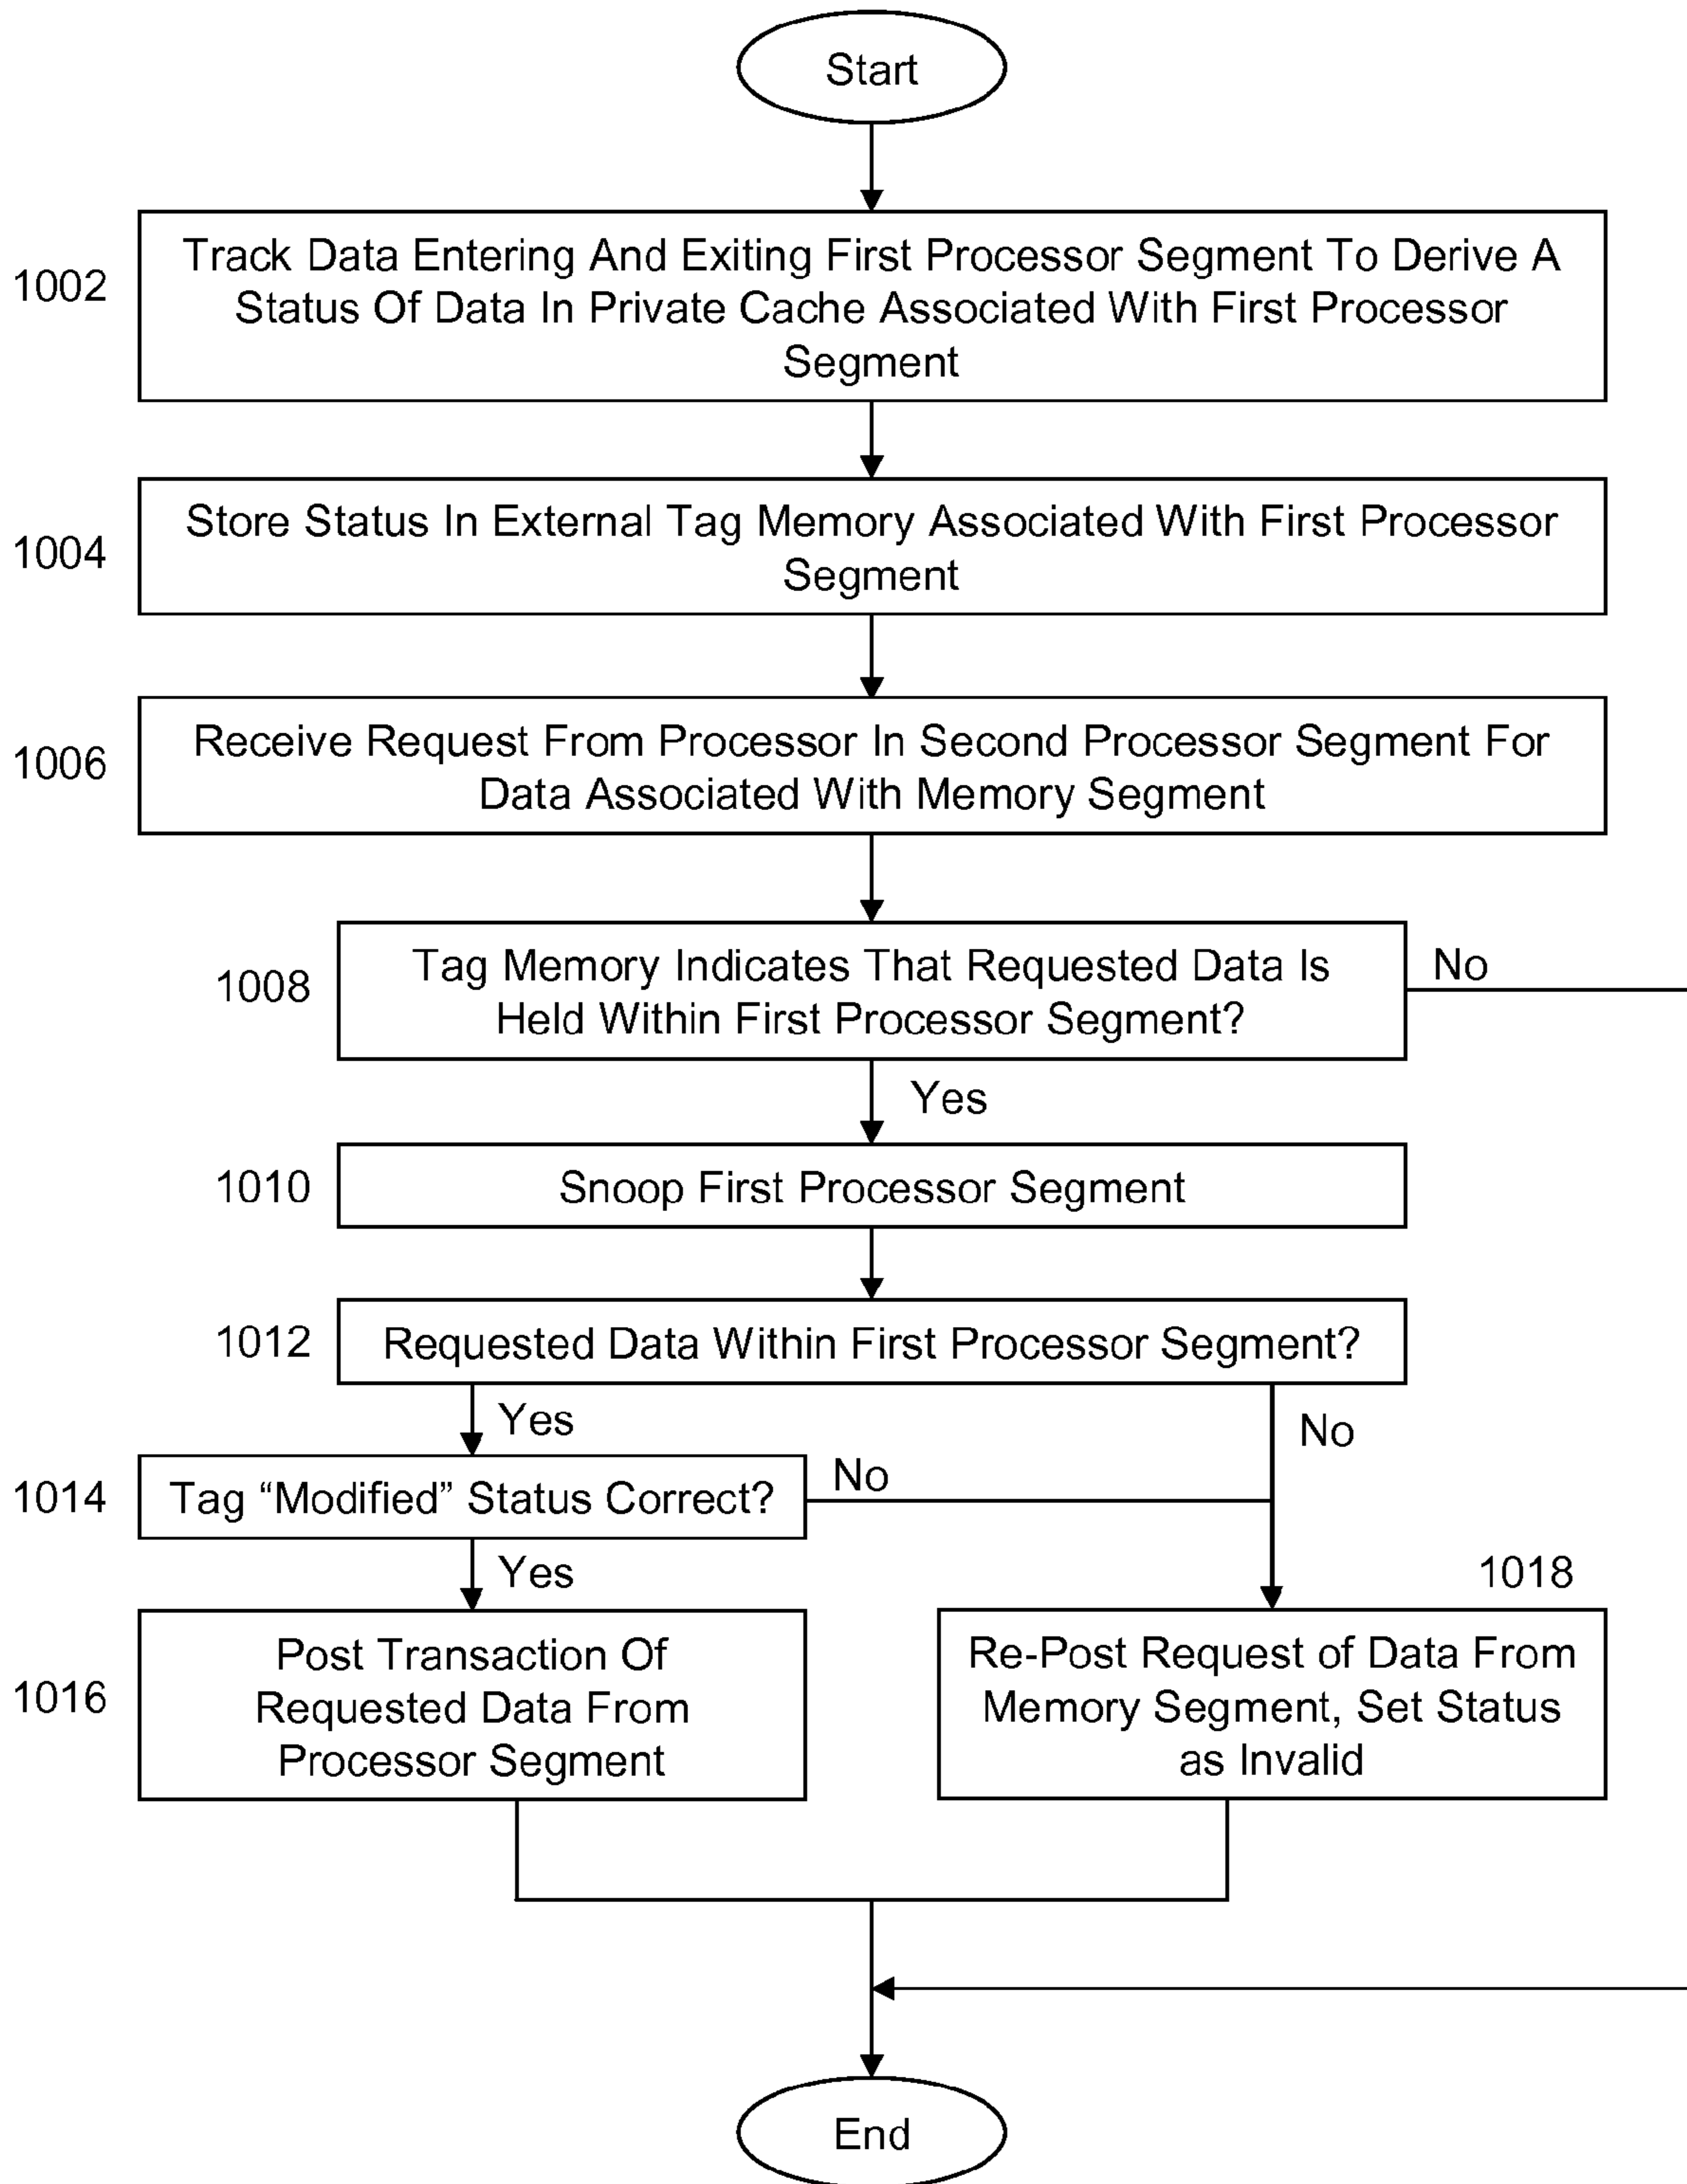 Start
1002
Track Data Entering And Exiting First Processor Segment To Derive A
Status Of Data In Private Cache Associated With First Processor
Segment
1004
Store Status In External Tag Memory Associated With First Processor
Segment
1006
Receive Request From Processor In Second Processor Segment For
Data Associated With Memory Segment
1008
Tag Memory Indicates That Requested Data Is
Held Within First Processor Segment?
No
Yes
1010
Snoop First Processor Segment
1012
Requested Data Within First Processor Segment?
Yes
No
1014
Tag “Modified” Status Correct?
No
Yes
1016
Post Transaction Of
Requested Data From
Processor Segment
1018
Re-Post Request of Data From
Memory Segment, Set Status
as Invalid
End